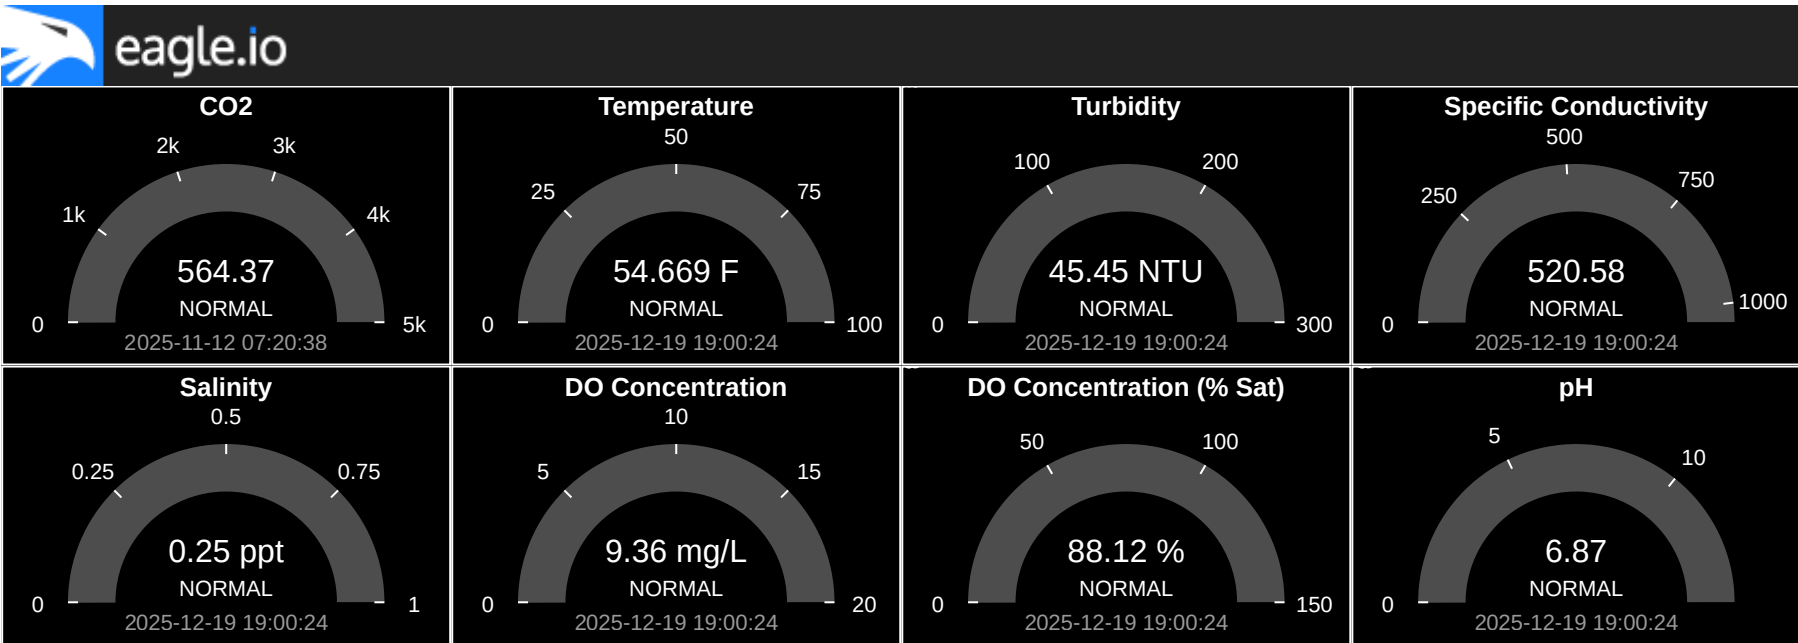 eagle.io
CO2
0
1k
2k
3k
4k
5k
564.37
NORMAL
2025-11-12 07:20:38
Temperature
0
25
50
75
100
54.669 F
NORMAL
2025-12-19 19:00:24
Turbidity
0
100
200
300
45.45 NTU
NORMAL
2025-12-19 19:00:24
Specific Conductivity
0
250
500
750
1000
520.58
NORMAL
2025-12-19 19:00:24
Salinity
0
0.25
0.5
0.75
1
0.25 ppt
NORMAL
2025-12-19 19:00:24
DO Concentration
0
5
10
15
20
9.36 mg/L
NORMAL
2025-12-19 19:00:24
DO Concentration (% Sat)
0
50
100
150
88.12 %
NORMAL
2025-12-19 19:00:24
pH
0
5
10
6.87
NORMAL
2025-12-19 19:00:24